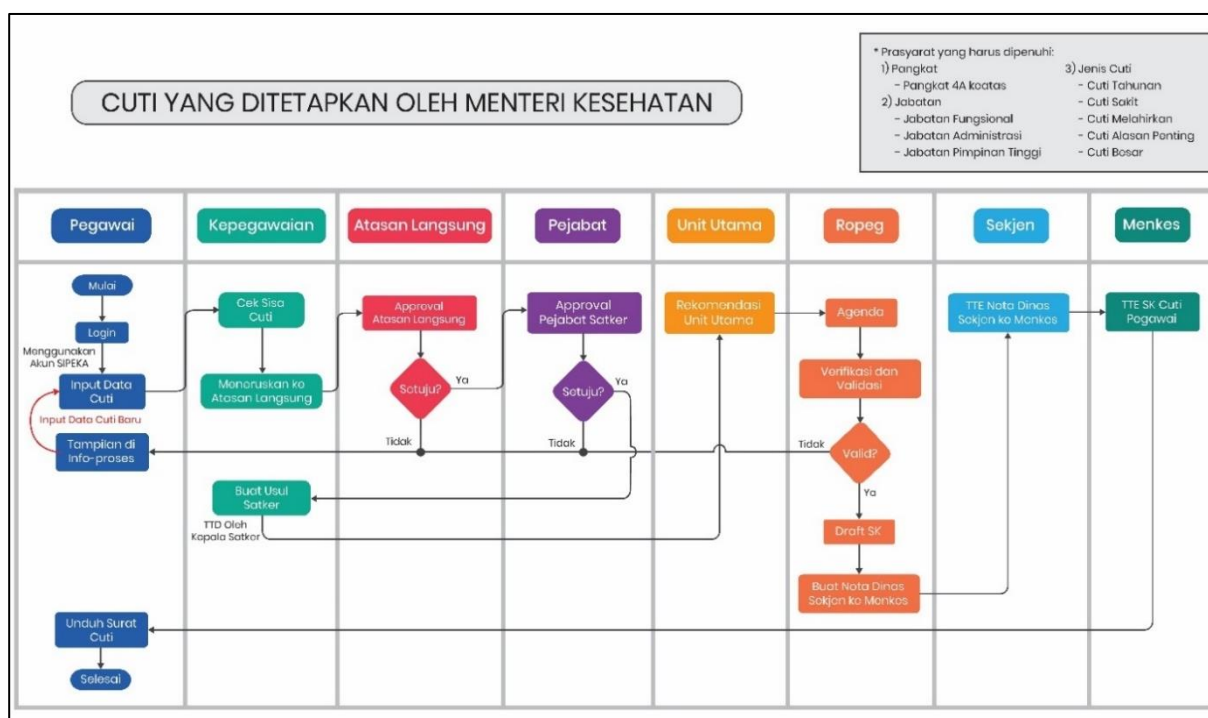 CUTI YANG DITETAPKAN OLEH MENTERI KESEHATAN
* Prasyarat yang harus dipenuhi:
1) Pangkat
- Pangkat 4A keatas
2) Jabatan
- Jabatan Fungsional
- Jabatan Administrasi
- Jabatan Pimpinan Tinggi
3) Jenis Cuti
- Cuti Tahunan
- Cuti Sakit
- Cuti Melahirkan
- Cuti Alasan Penting
- Cuti Besar
Pegawai
Kepegawaian
Atasan Langsung
Pejabat
Unit Utama
Ropeg
Sekjen
Menkes
Mulai
Login
Menggunakan
Akun SIPEKA
Input Data
Cuti
Input Data Cuti Baru
Tampilan di
Info-proses
Unduh Surat
Cuti
Selesai
Cek Sisa
Cuti
Meneruskan ke
Atasan Langsung
Buat Usul
Satker
TTD Oleh
Kepala Satker
Approval
Atasan Langsung
Setuju?
Ya
Tidak
Approval
Pejabat Satker
Setuju?
Ya
Tidak
Rekomendasi
Unit Utama
Agenda
Verifikasi dan
Validasi
Tidak
Valid?
Ya
Draft SK
Buat Nota Dinas
Sekjen ke Menkes
TTE Nota Dinas
Sekjen ke Menkes
TTE SK Cuti
Pegawai